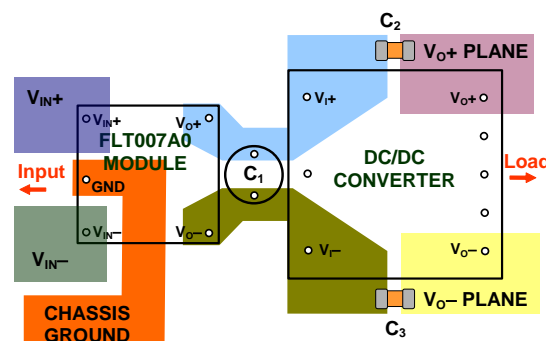 C2
VO+ PLANE
VIN+
VIN+
VO+
VI+
VO+
FLT007A0
MODULE
Input
GND
C1
DC/DC
CONVERTER
Load
VIN–
VIN–
VO–
VI–
VO–
VO– PLANE
CHASSIS
GROUND
C3